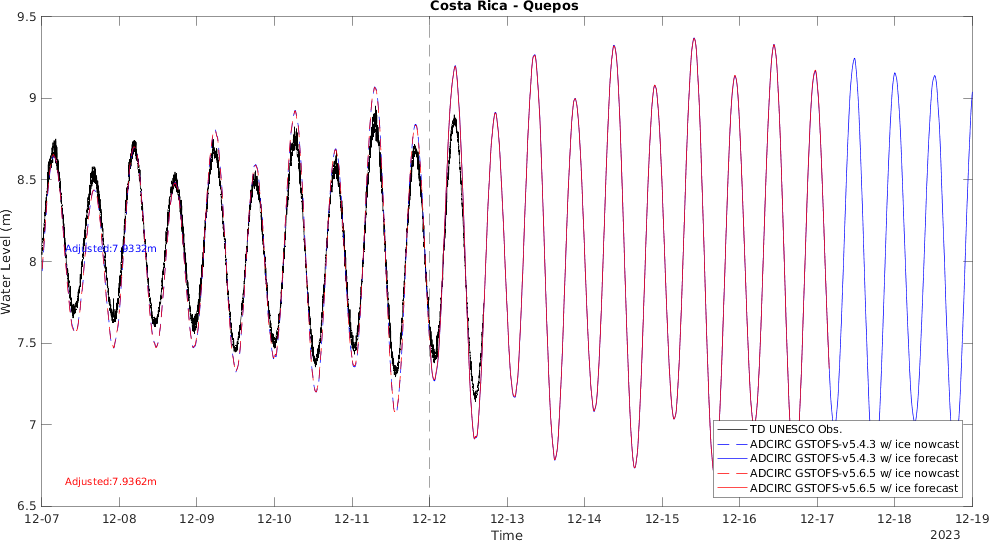 Costa Rica - Quepos
9.5
9
8.5
8
7.5
7
6.5
Water Level (m)
Adjusted:7.9332m
Adjusted:7.9362m
TD UNESCO Obs.
ADCIRC GSTOFS-v5.4.3 w/ ice nowcast
ADCIRC GSTOFS-v5.4.3 w/ ice forecast
ADCIRC GSTOFS-v5.6.5 w/ ice nowcast
ADCIRC GSTOFS-v5.6.5 w/ ice forecast
12-07 12-08 12-09 12-10 12-11 12-12 12-13 12-14 12-15 12-16 12-17 12-18 12-19
Time
2023